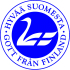 HYVÄÄ SUOMESTA
GOTT FRÅN FINLAND